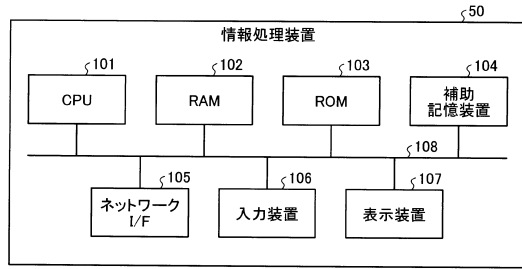 50
情報処理装置
101
102
103
104
CPU
RAM
ROM
補助
記憶装置
108
105
106
107
ネットワーク
I/F
入力装置
表示装置